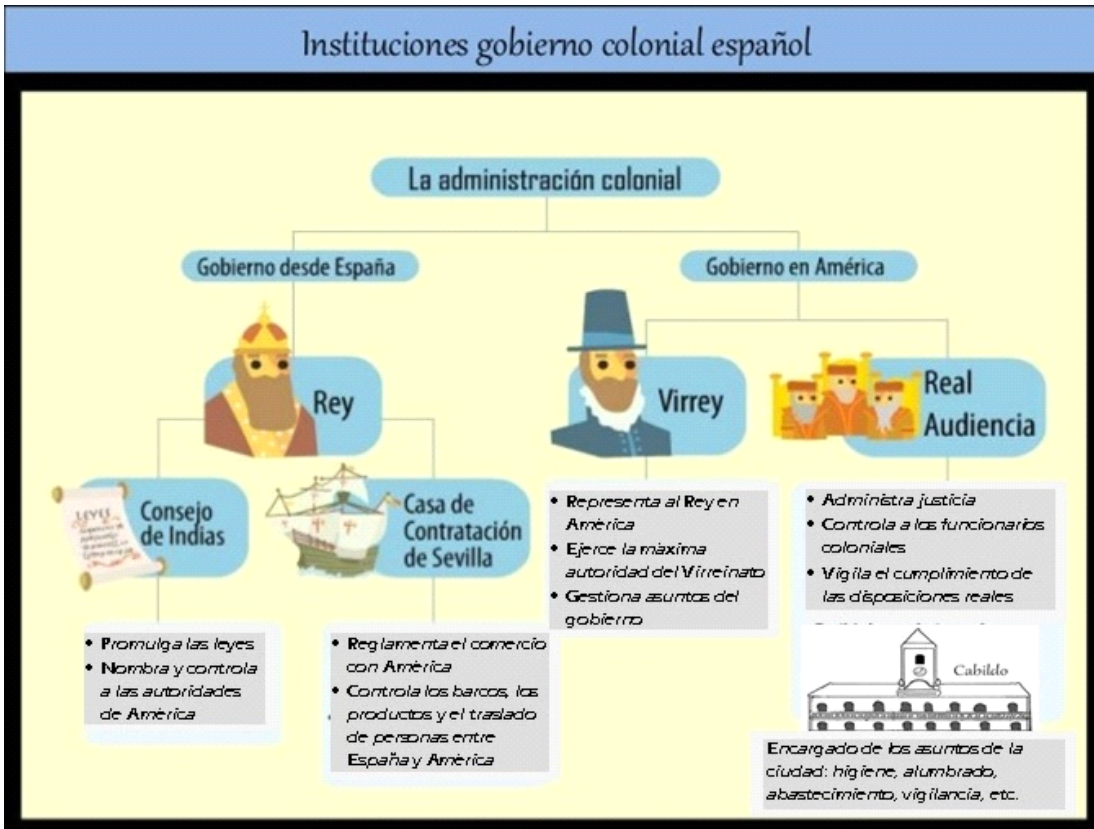 Instituciones gobierno colonial español
La administración colonial
Gobierno desde España
Gobierno en América
Rey
Virrey
Real
Audiencia
LEYES
Consejo
de Indias
Casa de
Contratación
de Sevilla
• Promulga las leyes
• Nombra y controla
a las autoridades
de América
• Reglamenta el comercio
con América
• Controla los barcos, los
productos y el traslado
de personas entre
España y América
• Representa al Rey en
América
• Ejerce la máxima
autoridad del Virreinato
• Gestiona asuntos del
gobierno
• Administra justicia
• Controla a los funcionarios
coloniales
• Vigila el cumplimiento de
las disposiciones reales
Cabildo
Encargado de los asuntos de la
ciudad: higiene, alumbrado,
abastecimiento, vigilancia, etc.